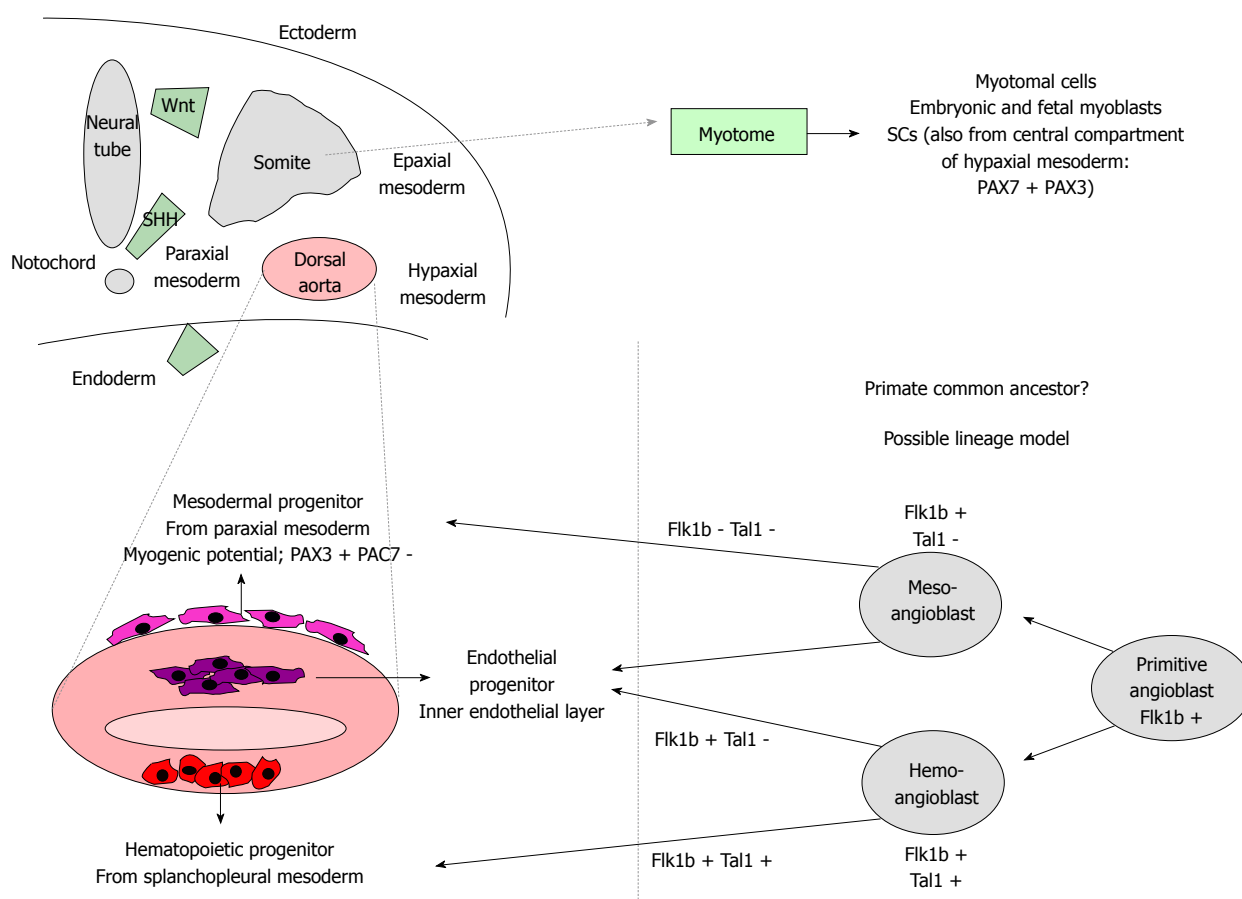 Ectoderm
Wnt
Neural
tube
Somite
Epaxial
mesoderm
SHH
Notochord
Paraxial
mesoderm
Dorsal
aorta
Hypaxial
mesoderm
Endoderm
Myotome
Myotomal cells
Embryonic and fetal myoblasts
SCs (also from central compartment
of hypaxial mesoderm:
PAX7 + PAX3)
Primate common ancestor?
Possible lineage model
Mesodermal progenitor
From paraxial mesoderm
Myogenic potential; PAX3 + PAC7 -
Flk1b - Tal1 -
Flk1b +
Tal1 -
Meso-
angioblast
Endothelial
progenitor
Inner endothelial layer
Primitive
angioblast
Flk1b +
Flk1b + Tal1 -
Hemo-
angioblast
Flk1b + Tal1 +
Flk1b +
Tal1 +
Hematopoietic progenitor
From splanchopleural mesoderm